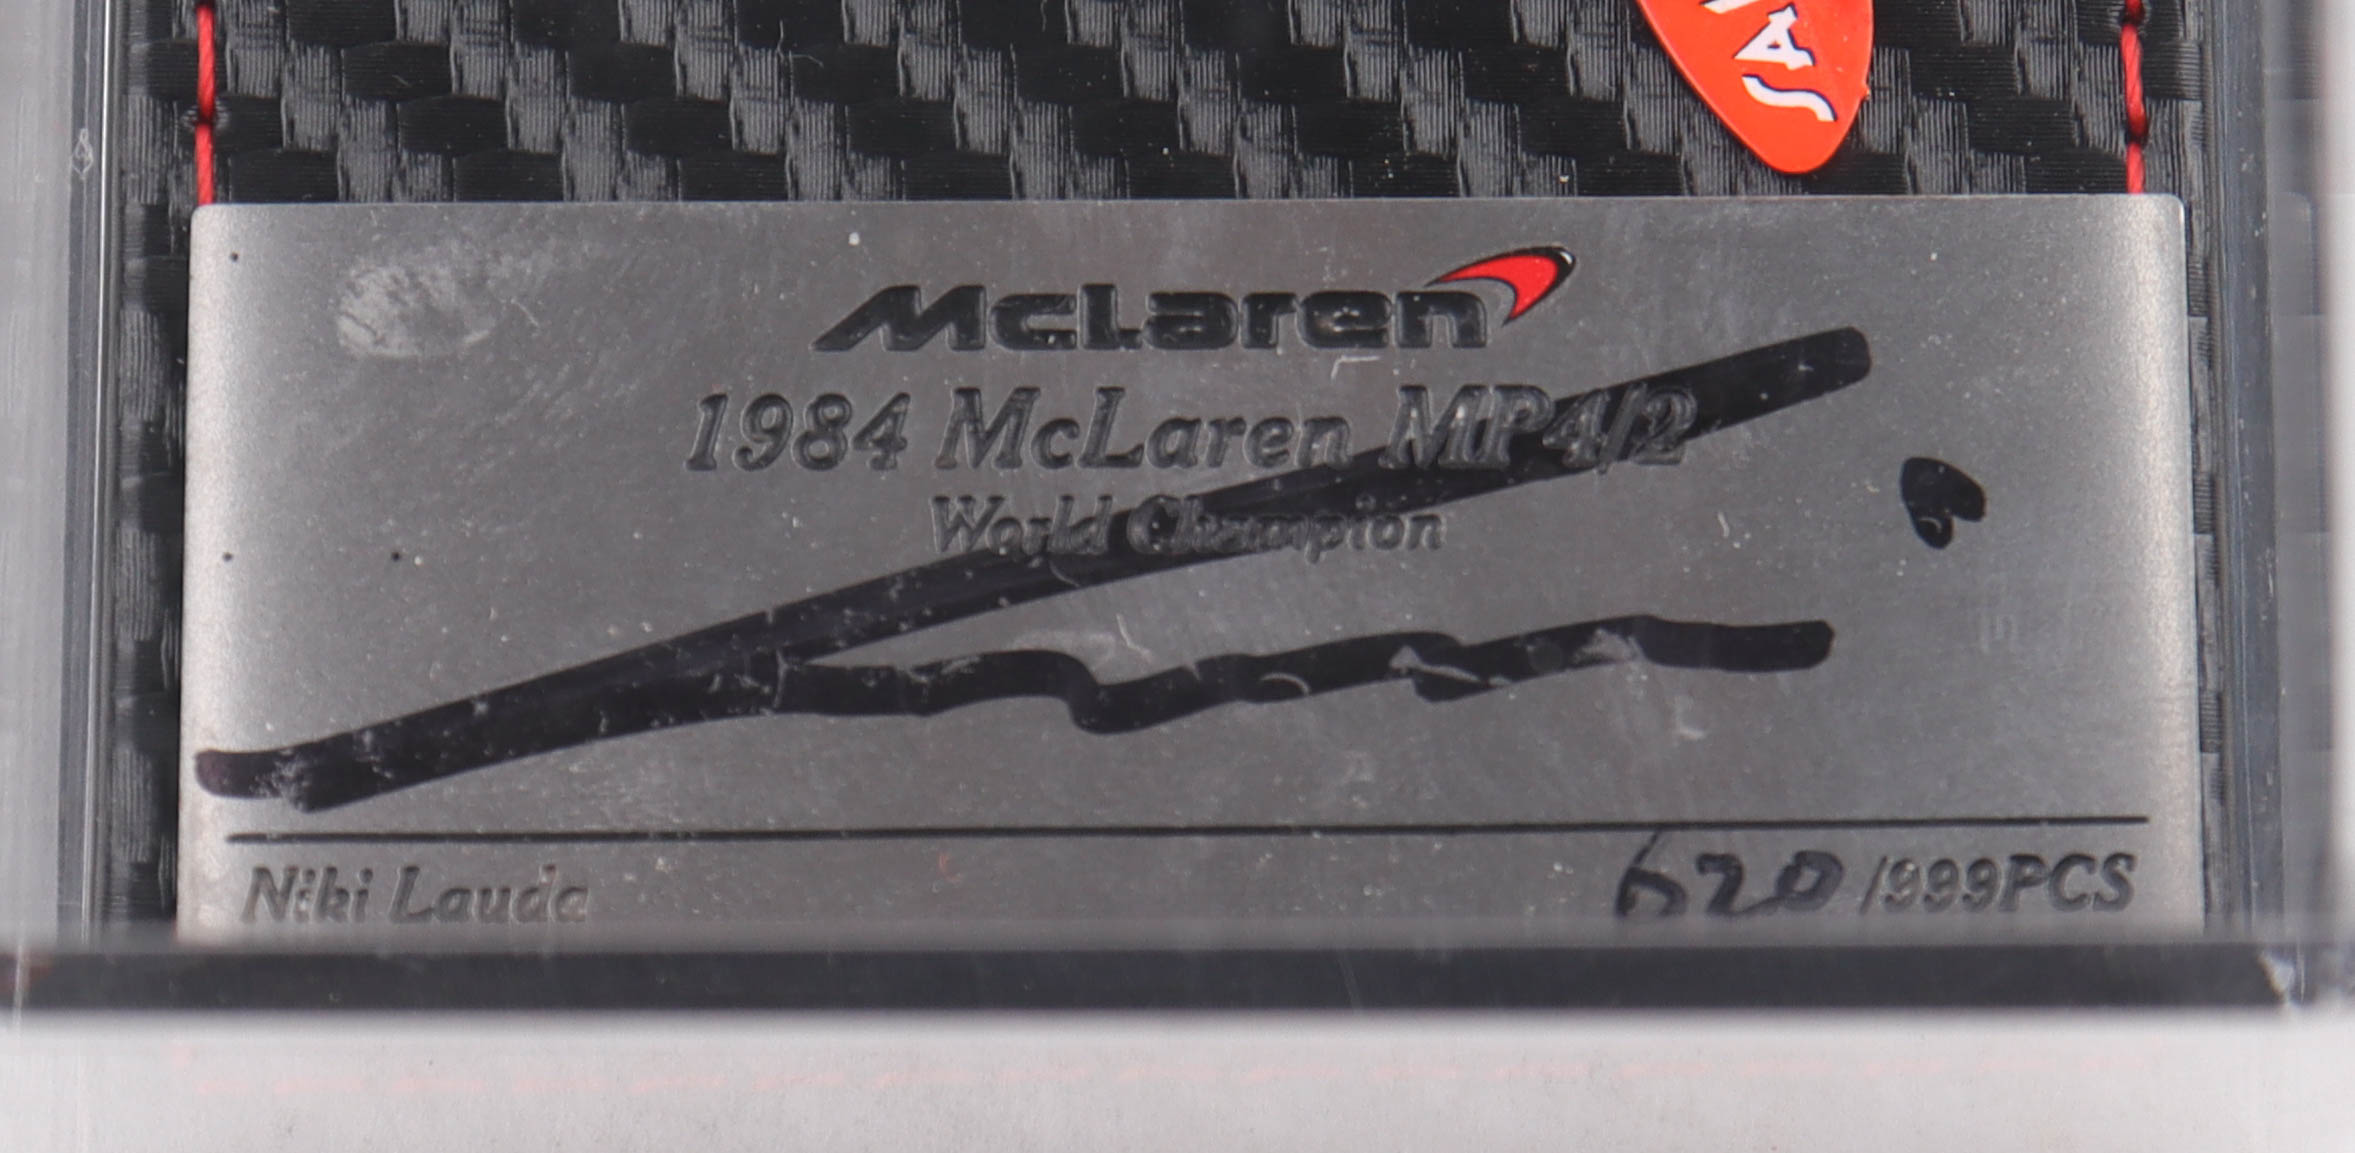 McLaren
1984 McLaren MP4/2
World Champion
Niki Lauda
620 /999PCS